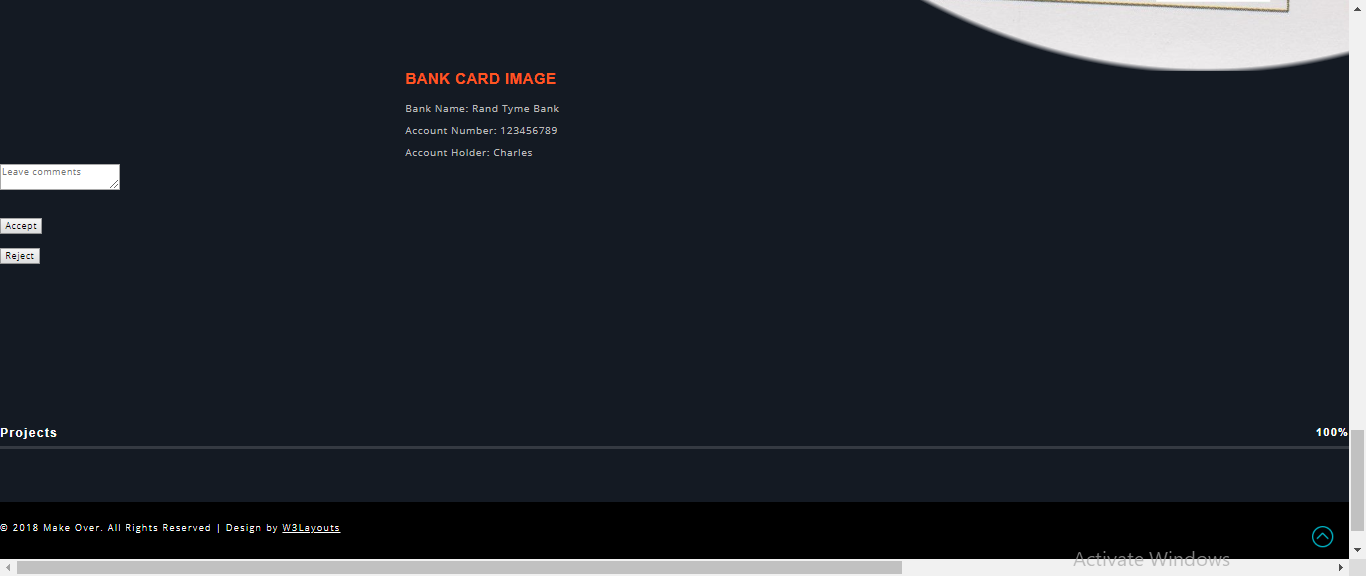 BANK CARD IMAGE
Bank Name: Rand Tyme Bank
Account Number: 123456789
Account Holder: Charles
Leave comments
Accept
Reject
Projects 100%
© 2018 Make Over. All Rights Reserved | Design by W3Layouts
Activate Windows